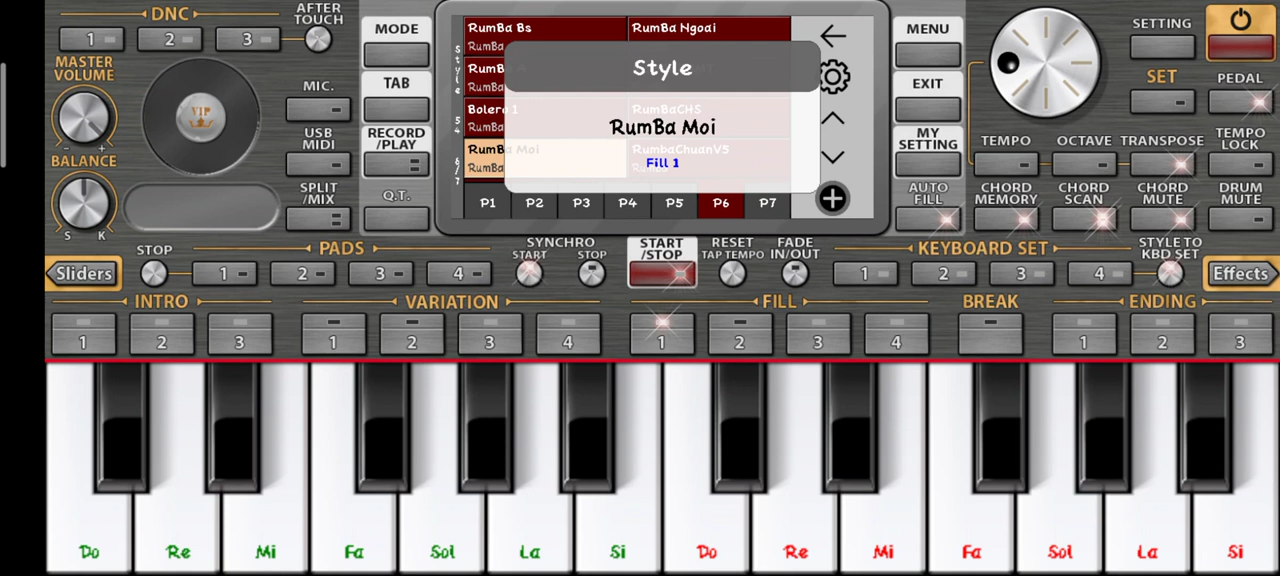 DNC
AFTER
TOUCH
1 2 3
MASTER
VOLUME
- +
BALANCE
S K
VIP
MIC.
USB
MIDI
SPLIT
/MIX
MODE
TAB
RECORD
/PLAY
Q.T.
Style
RumBa Bs
RumBa
RumBa Ngoai
Bolero 1
RumBa
RumBaCHS
RumBa Moi
RumBa
RumbaChuanV5
Style
RumBa Moi
Fill 1
P1 P2 P3 P4 P5 P6 P7
MENU
EXIT
MY
SETTING
AUTO
FILL
SETTING
SET
PEDAL
TEMPO OCTAVE TRANSPOSE TEMPO
LOCK
CHORD
MEMORY
CHORD
SCAN
CHORD
MUTE
DRUM
MUTE
Sliders
STOP
PADS
1 2 3 4
SYNCHRO
START STOP
START
/STOP
RESET
TAP TEMPO
FADE
IN/OUT
KEYBOARD SET
1 2 3 4
STYLE TO
KBD SET
Effects
INTRO VARIATION FILL BREAK ENDING
1 2 3 1 2 3 4 1 2 3 4 1 2 3
Do Re Mi Fa Sol La Si Do Re Mi Fa Sol La Si